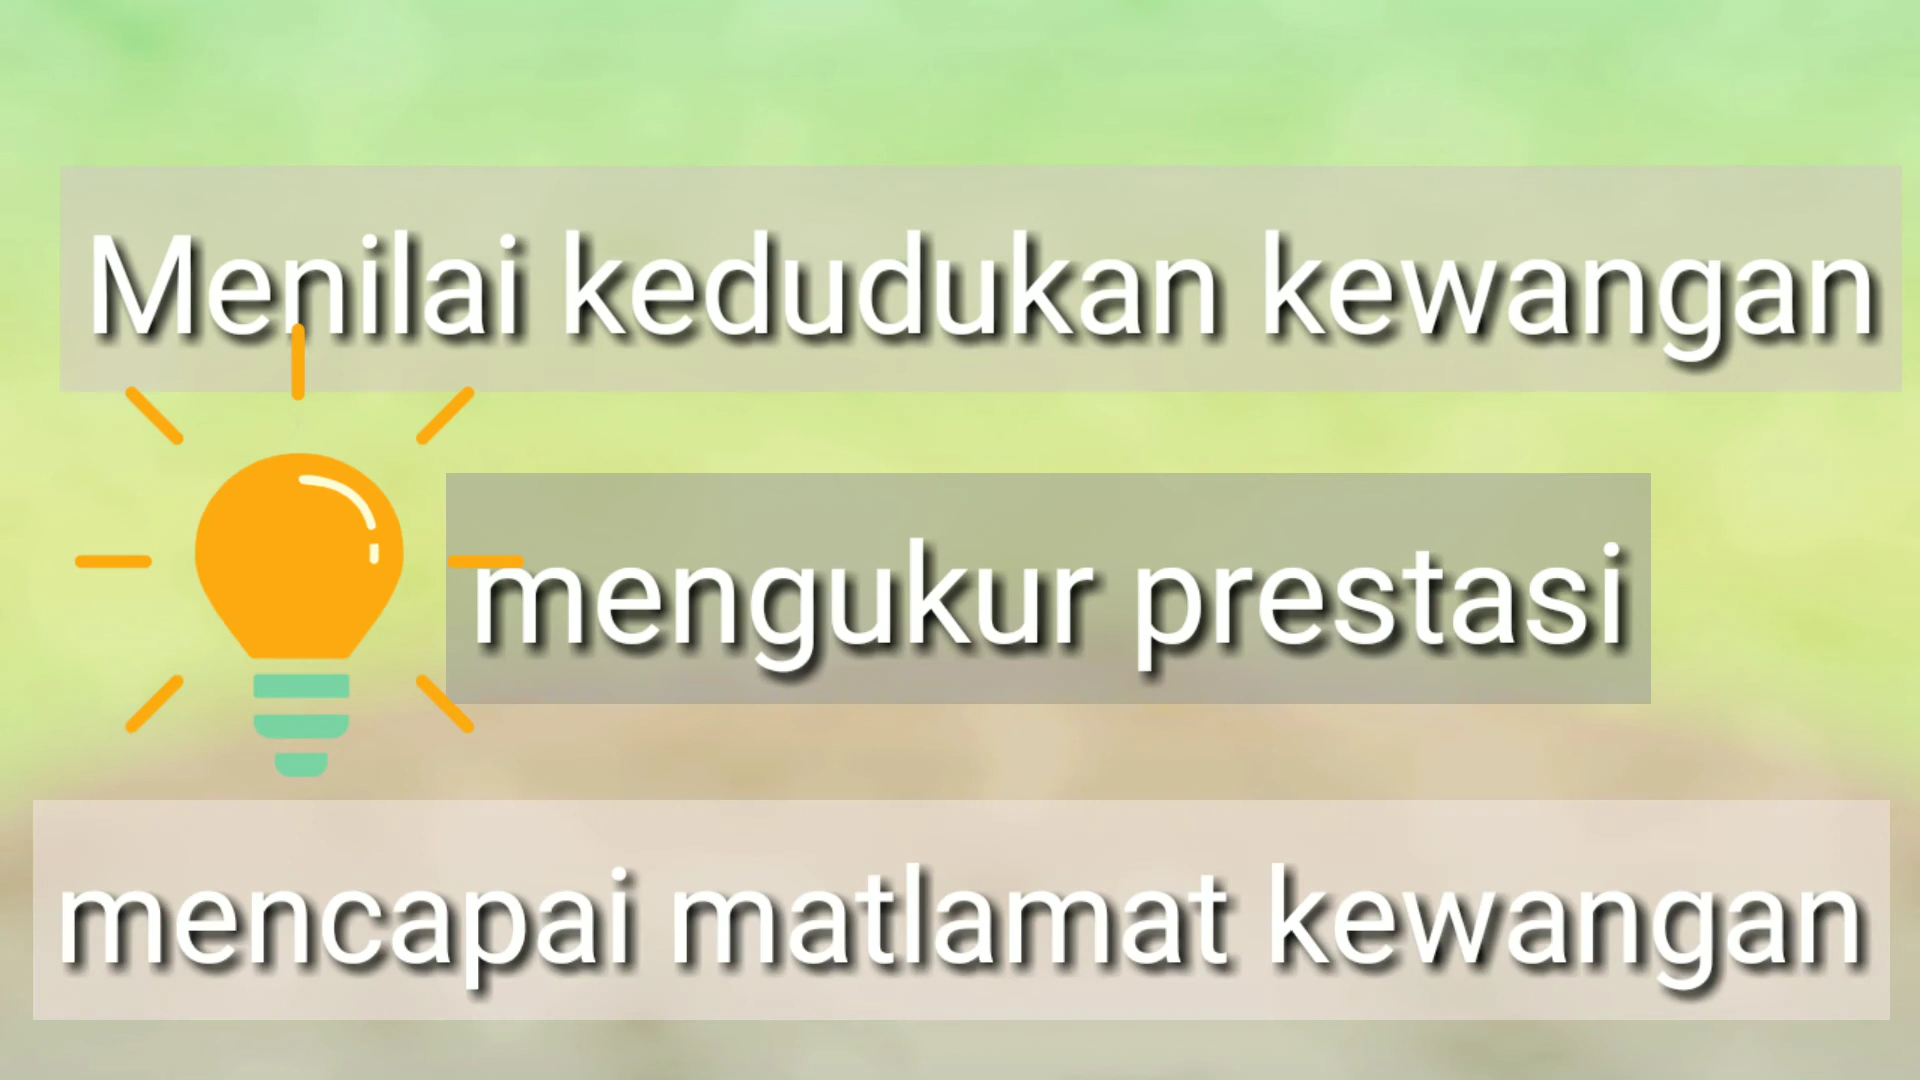 Menilai kedudukan kewangan
mengukur prestasi
mencapai matlamat kewangan